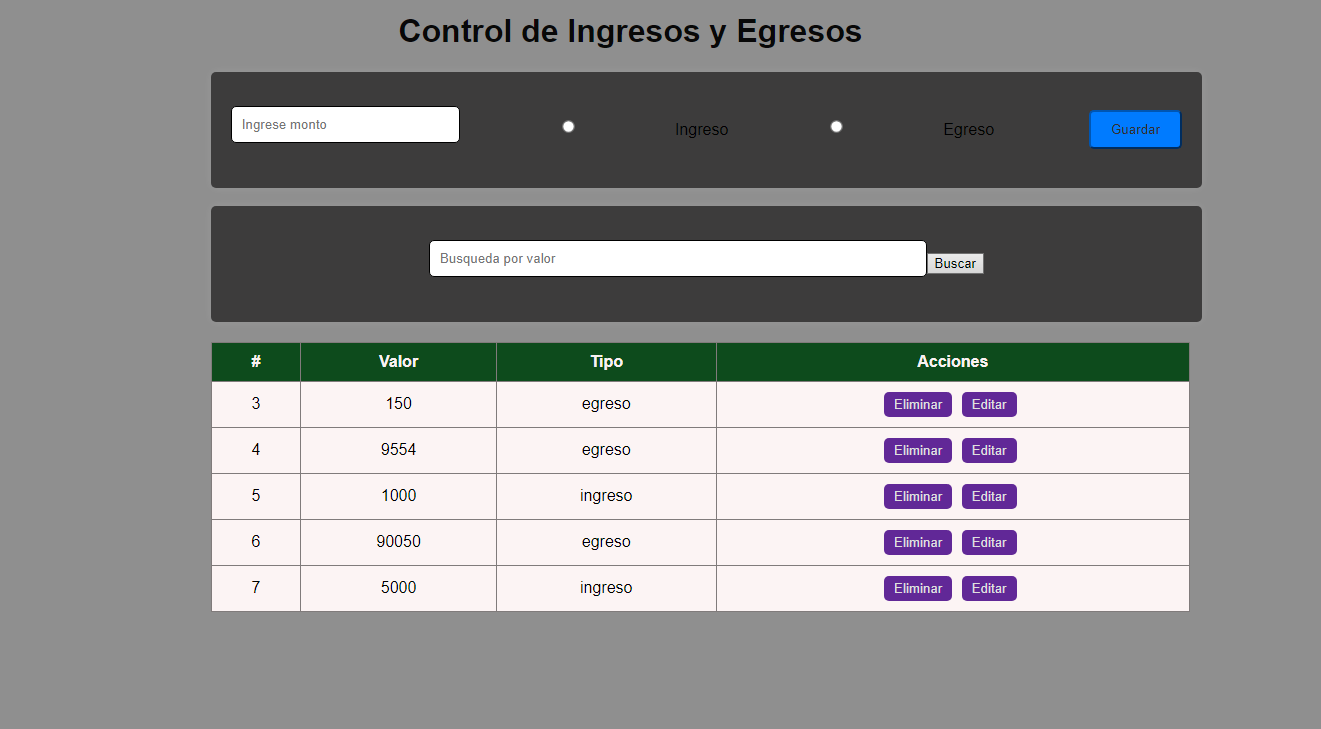 Control de Ingresos y Egresos
Ingrese monto Ingreso Egreso Guardar
Busqueda por valor Buscar
# Valor Tipo Acciones
3 150 egreso Eliminar Editar
4 9554 egreso Eliminar Editar
5 1000 ingreso Eliminar Editar
6 90050 egreso Eliminar Editar
7 5000 ingreso Eliminar Editar